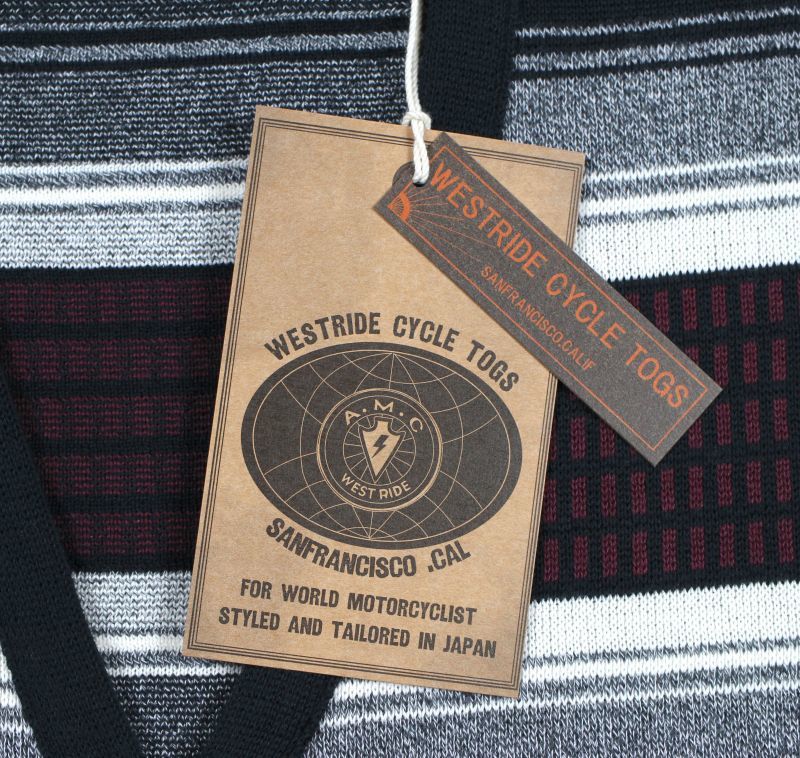 WESTRIDE CYCLE TOGS
SANFRANCISCO.CALIF
WESTRIDE CYCLE TOGS
A.M.C
WEST RIDE
SANFRANCISCO .CAL
FOR WORLD MOTORCYCLIST
STYLED AND TAILORED IN JAPAN